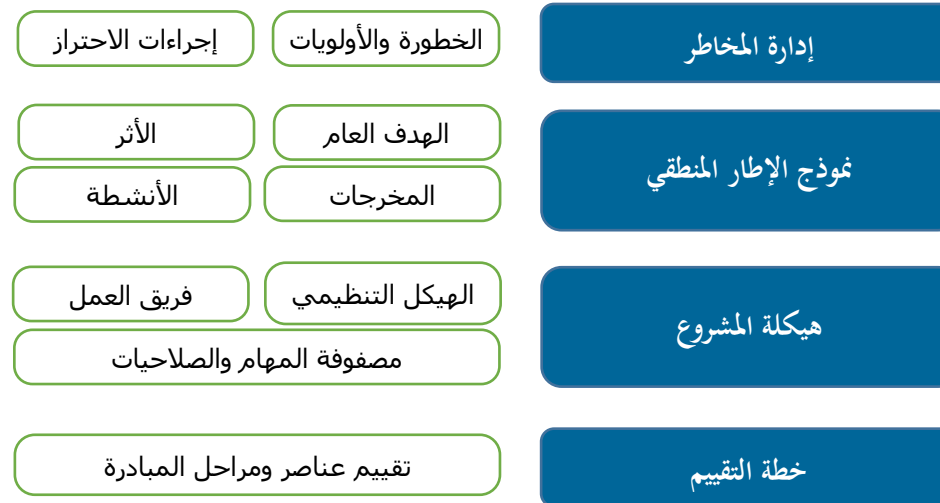 إدارة المخاطر
الخطورة والأولويات
إجراءات الاحتراز
نموذج الإطار المنطقي
الهدف العام
الأثر
المخرجات
الأنشطة
هيكلة المشروع
الهيكل التنظيمي
فريق العمل
مصفوفة المهام والصلاحيات
خطة التقييم
تقييم عناصر ومراحل المبادرة